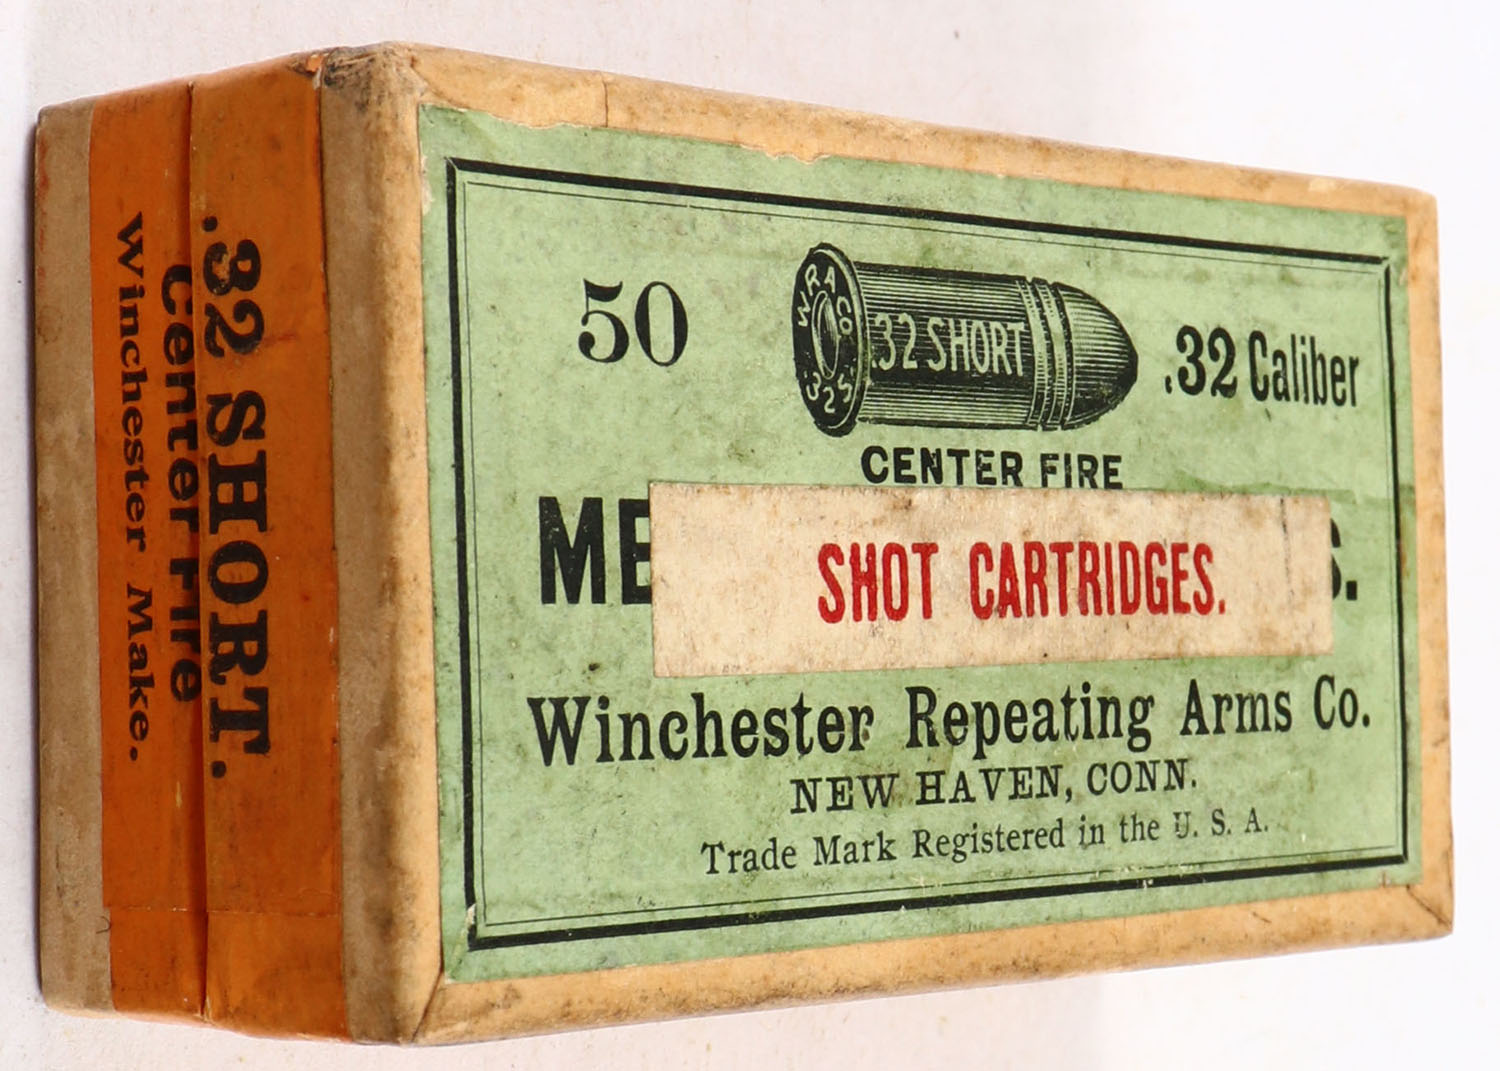 50
W.R.A.CO.
.32 S.
.32 SHORT
.32 Caliber
CENTER FIRE
ME
S.
SHOT CARTRIDGES.
Winchester Repeating Arms Co.
NEW HAVEN, CONN.
Trade Mark Registered in the U. S. A.
.32 SHORT.
Center Fire
Winchester Make.